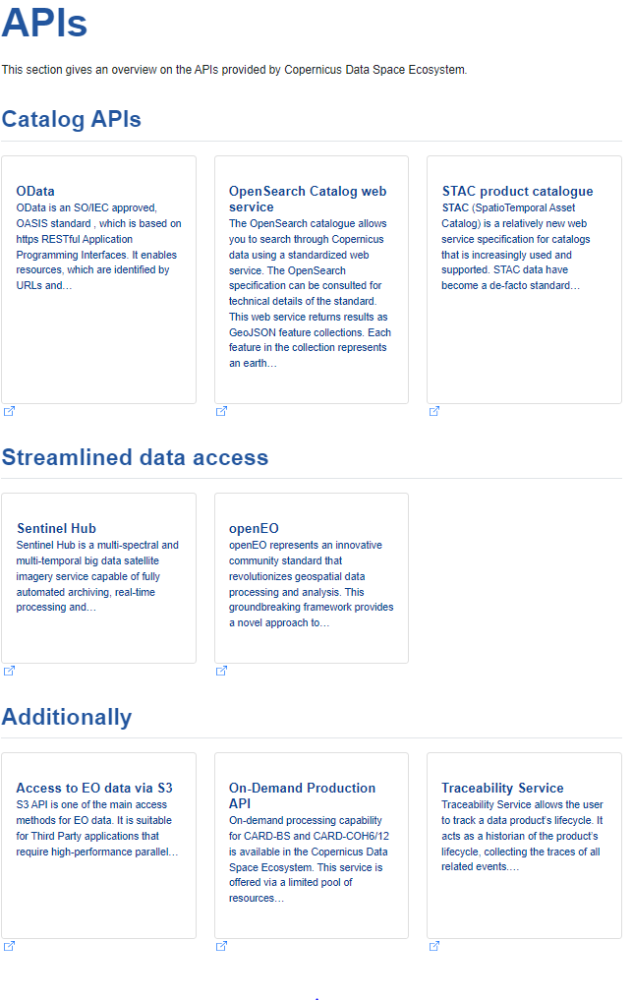 APIs
This section gives an overview on the APIs provided by Copernicus Data Space Ecosystem.
Catalog APIs
OData
OData is an SO/IEC approved,
OASIS standard , which is based on
https RESTful Application
Programming Interfaces. It enables
resources, which are identified by
URLs and…
OpenSearch Catalog web
service
The OpenSearch catalogue allows
you to search through Copernicus
data using a standardized web
service. The OpenSearch
specification can be consulted for
technical details of the standard.
This web service returns results as
GeoJSON feature collections. Each
feature in the collection represents
an earth…
STAC product catalogue
STAC (SpatioTemporal Asset
Catalog) is a relatively new web
service specification for catalogs
that is increasingly used and
supported. STAC data have
become a de-facto standard…
Streamlined data access
Sentinel Hub
Sentinel Hub is a multi-spectral and
multi-temporal big data satellite
imagery service capable of fully
automated archiving, real-time
processing and…
openEO
openEO represents an innovative
community standard that
revolutionizes geospatial data
processing and analysis. This
groundbreaking framework provides
a novel approach to…
Additionally
Access to EO data via S3
S3 API is one of the main access
methods for EO data. It is suitable
for Third Party applications that
require high-performance parallel…
On-Demand Production
API
On-demand processing capability
for CARD-BS and CARD-COH6/12
is available in the Copernicus Data
Space Ecosystem. This service is
offered via a limited pool of
resources…
Traceability Service
Traceability Service allows the user
to track a data product's lifecycle. It
acts as a historian of the product's
lifecycle, collecting the traces of all
related events.…